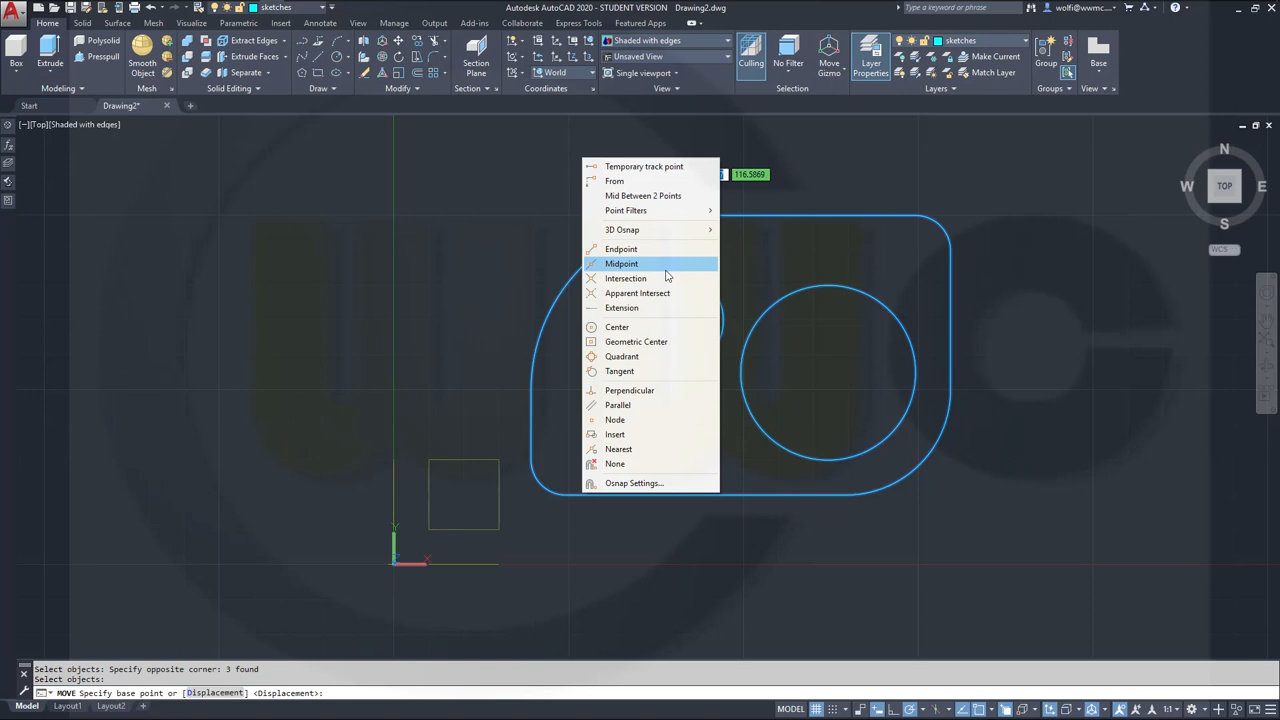 sketches
Autodesk AutoCAD 2020 - STUDENT VERSION Drawing2.dwg
Type a keyword or phrase
wolfi@wwmc...
Home Solid Surface Mesh Visualize Parametric Insert Annotate View Manage Output Add-ins Collaborate Express Tools Featured Apps
Box
Extrude
Polysolid
Presspull
Smooth Object
Extract Edges
Extrude Faces
Separate
Section Plane
World
Shaded with edges
Unsaved View
Single viewport
Culling
No Filter
Move Gizmo
Layer Properties
sketches
Make Current
Match Layer
Group
Base
Modeling Mesh Solid Editing Draw Modify Section Coordinates View Selection Layers Groups View
Start Drawing2*
[−][Top][Shaded with edges]
N
W TOP E
S
WCS
116.5869
Temporary track point
From
Mid Between 2 Points
Point Filters
3D Osnap
Endpoint
Midpoint
Intersection
Apparent Intersect
Extension
Center
Geometric Center
Quadrant
Tangent
Perpendicular
Parallel
Node
Insert
Nearest
None
Osnap Settings...
Y
X
Select objects: Specify opposite corner: 3 found
Select objects:
MOVE Specify base point or [Displacement] <Displacement>:
Model Layout1 Layout2 +
MODEL
1:1